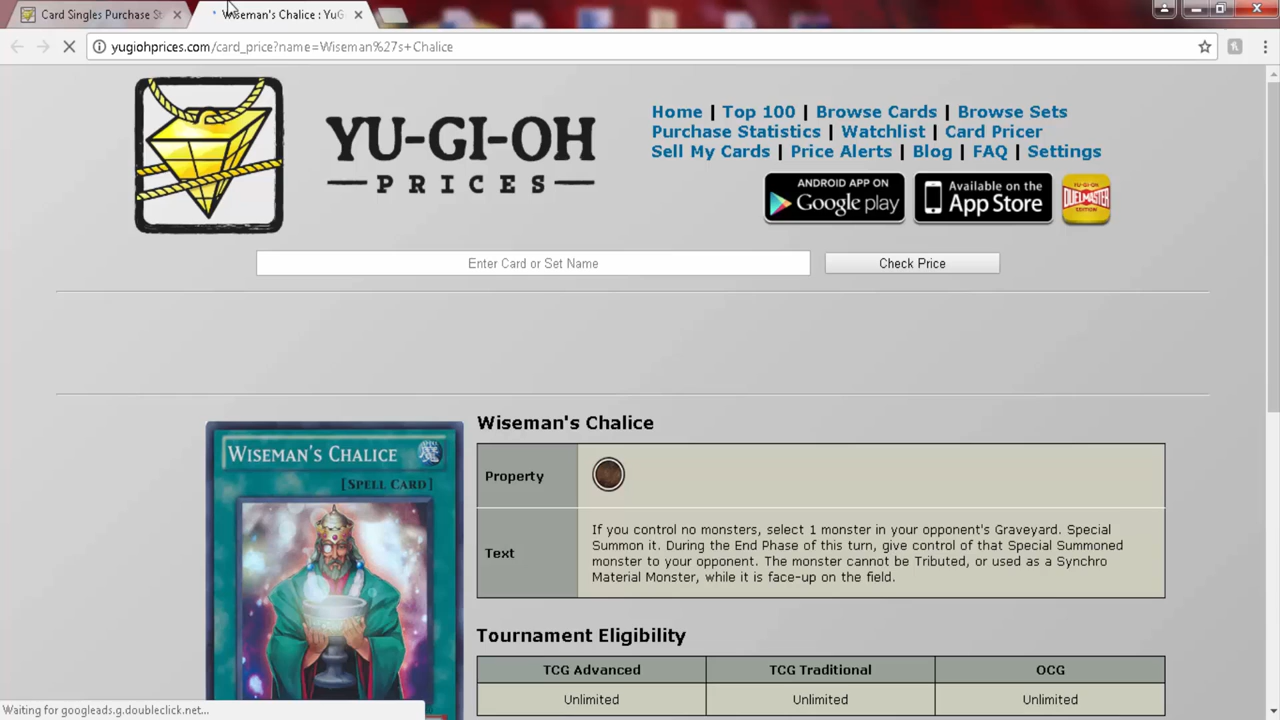 Card Singles Purchase St
Wiseman's Chalice : YuG
yugiohprices.com/card_price?name=Wiseman%27s+Chalice
YU-GI-OH
PRICES
Home | Top 100 | Browse Cards | Browse Sets
Purchase Statistics | Watchlist | Card Pricer
Sell My Cards | Price Alerts | Blog | FAQ | Settings
ANDROID APP ON
Google play
Available on the
App Store
YU-GI-OH
DUELMASTER
EDITION
Enter Card or Set Name
Check Price
Wiseman's Chalice
WISEMAN'S CHALICE 魔
[SPELL CARD]
Property
Text
If you control no monsters, select 1 monster in your opponent's Graveyard. Special
Summon it. During the End Phase of this turn, give control of that Special Summoned
monster to your opponent. The monster cannot be Tributed, or used as a Synchro
Material Monster, while it is face-up on the field.
Tournament Eligibility
TCG Advanced TCG Traditional OCG
Unlimited Unlimited Unlimited
Waiting for googleads.g.doubleclick.net...